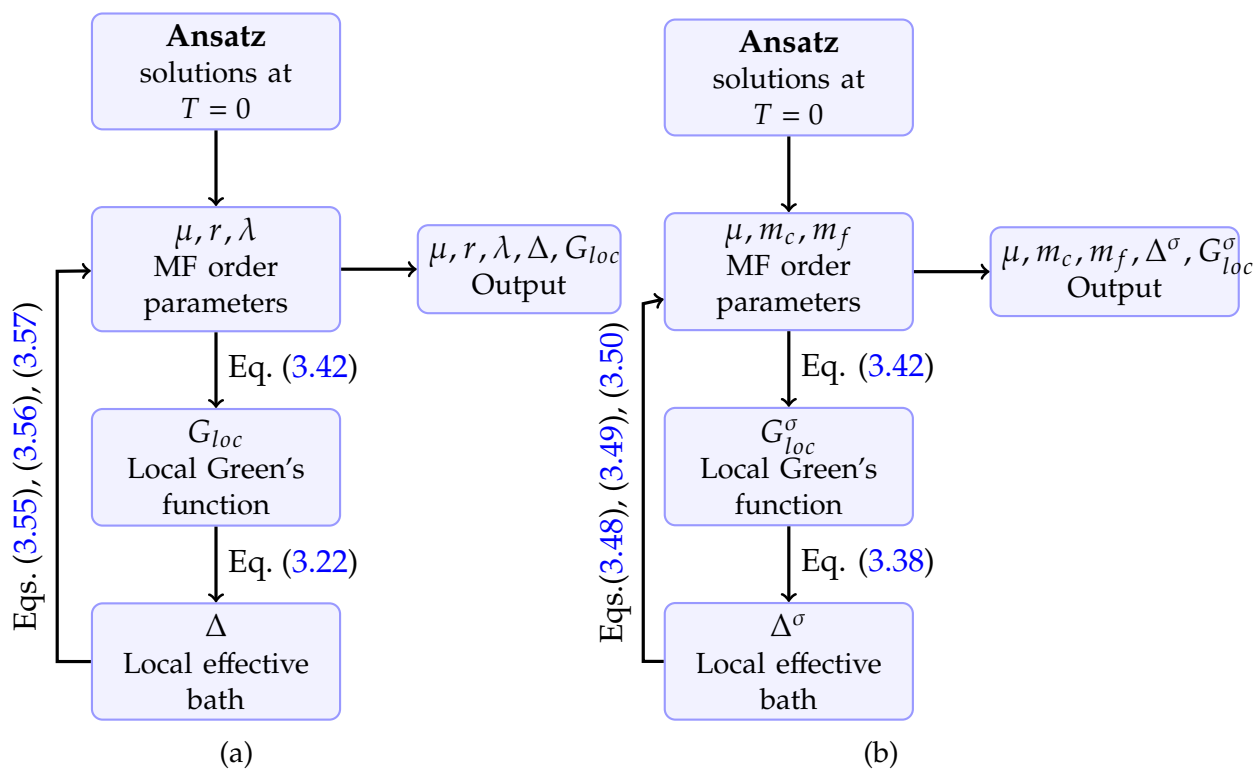 Ansatz
solutions at
T = 0
μ, r, λ
MF order
parameters
μ, r, λ, Δ, G_loc
Output
Eq. (3.42)
G_loc
Local Green's
function
Eq. (3.22)
Δ
Local effective
bath
Eqs. (3.55), (3.56), (3.57)
(a)
Ansatz
solutions at
T = 0
μ, m_c, m_f
MF order
parameters
μ, m_c, m_f, Δ^σ, G^σ_loc
Output
Eq. (3.42)
G^σ_loc
Local Green's
function
Eq. (3.38)
Δ^σ
Local effective
bath
Eqs.(3.48), (3.49), (3.50)
(b)